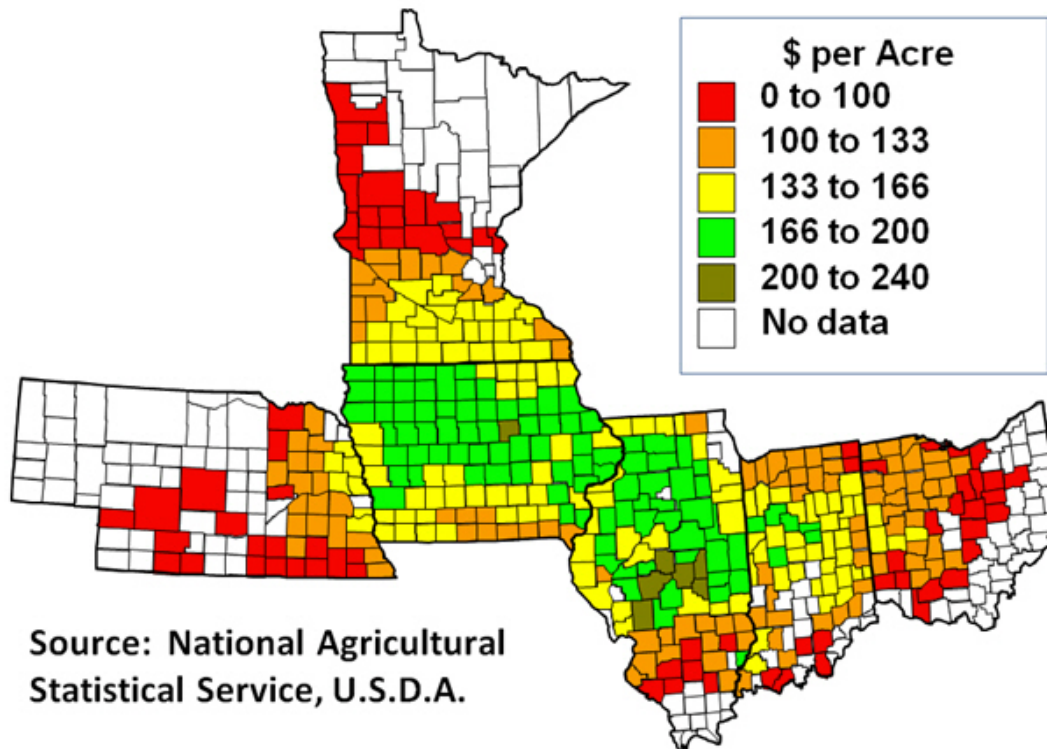 $ per Acre
0 to 100
100 to 133
133 to 166
166 to 200
200 to 240
No data
Source: National Agricultural
Statistical Service, U.S.D.A.